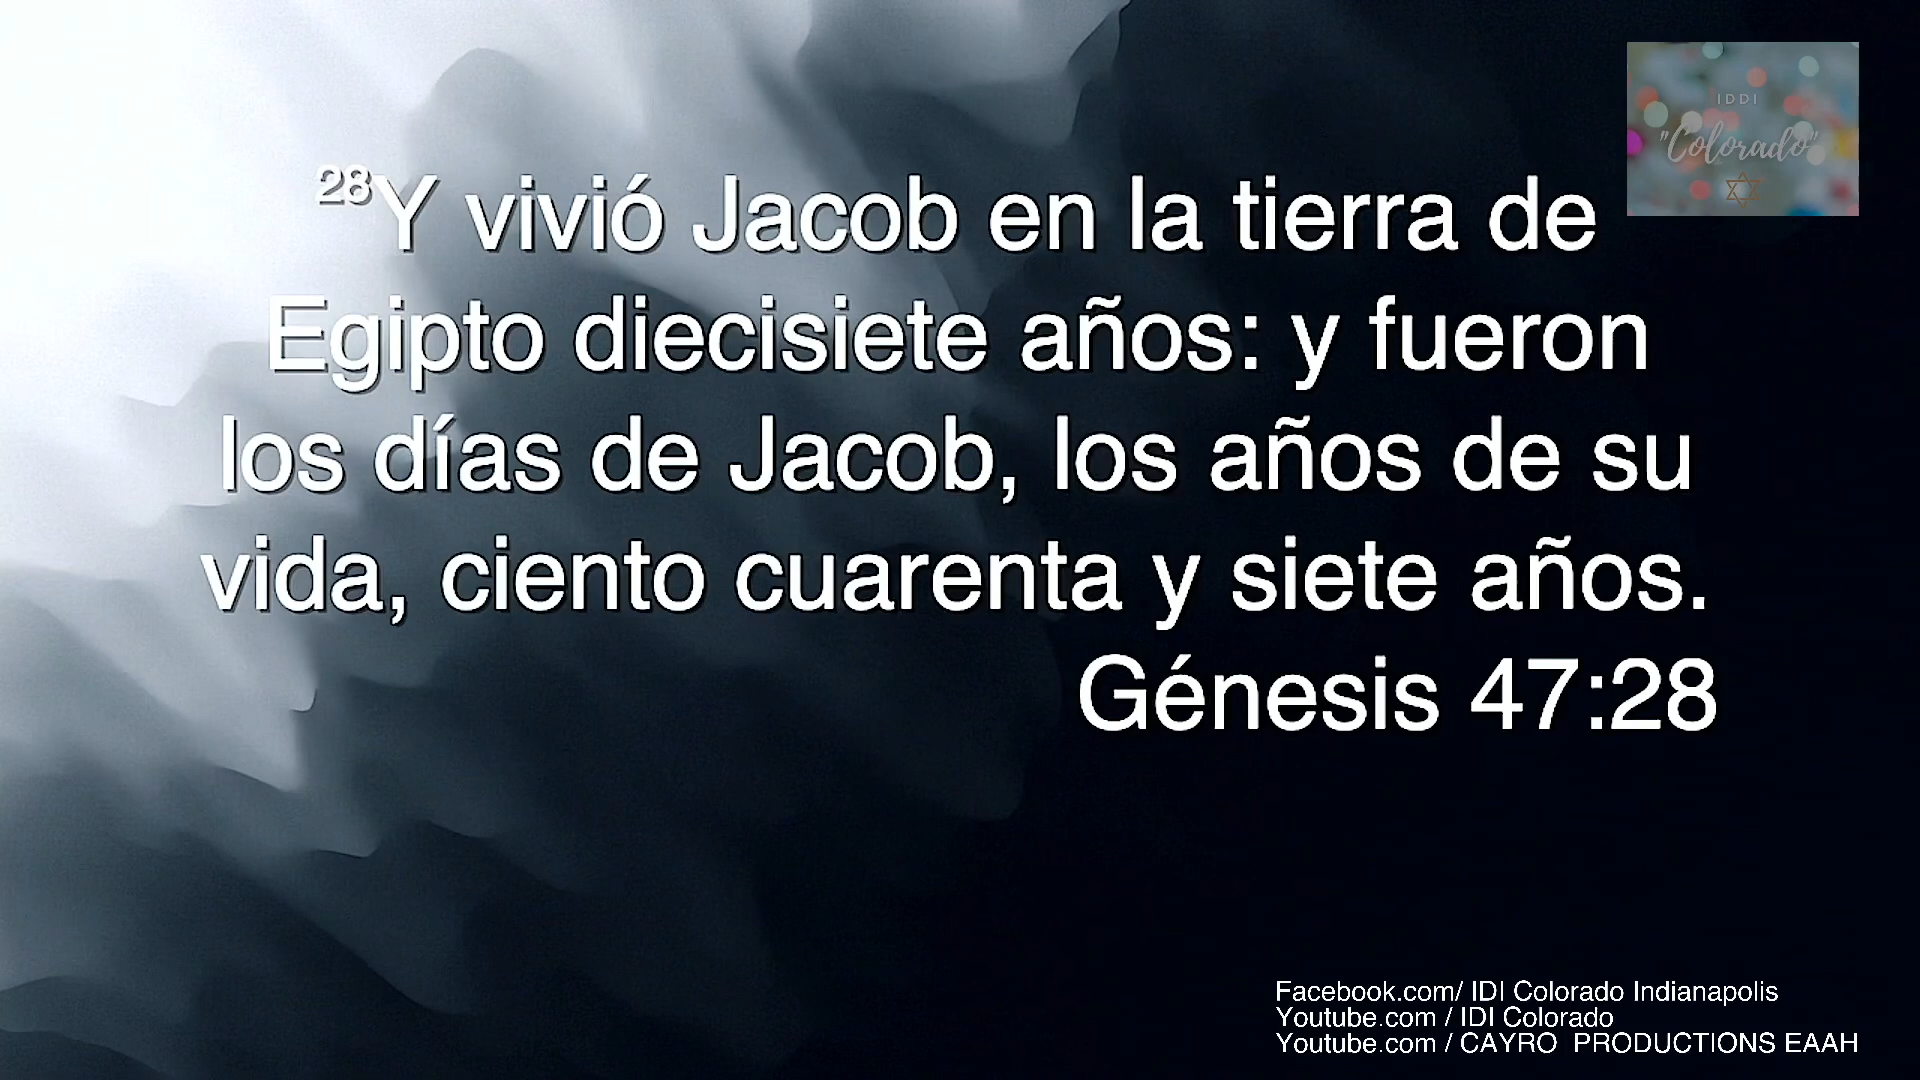 IDDI
"Colorado"
28Y vivió Jacob en la tierra de
Egipto diecisiete años: y fueron
los días de Jacob, los años de su
vida, ciento cuarenta y siete años.
Génesis 47:28
Facebook.com/ IDI Colorado Indianapolis
Youtube.com / IDI Colorado
Youtube.com / CAYRO  PRODUCTIONS EAAH